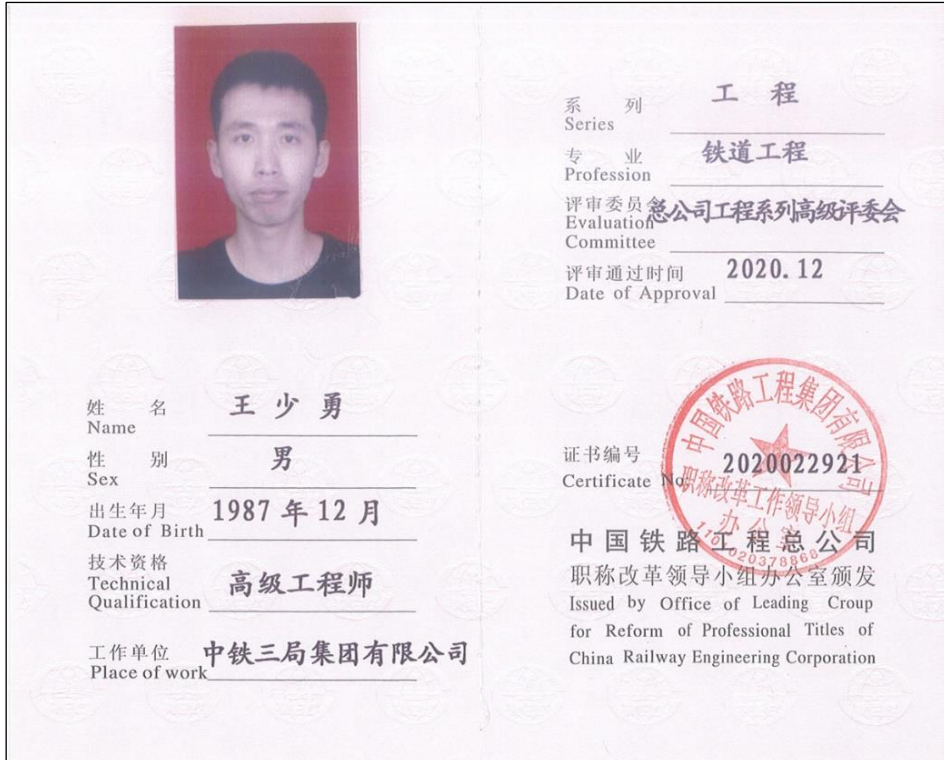 姓 名 王少勇
Name
性 别 男
Sex
出生年月 1987年12月
Date of Birth
技术资格
Technical 高级工程师
Qualification
工作单位 中铁三局集团有限公司
Place of work
系 列 工 程
Series
专 业 铁道工程
Profession
评审委员会 总公司工程系列高级评委会
Evaluation
Committee
评审通过时间 2020.12
Date of Approval
中国铁路工程集团有限公司
职称改革工作领导小组
办公室
1101020378868
证书编号 2020022921
Certificate No.
中国铁路工程总公司
职称改革领导小组办公室颁发
Issued by Office of Leading Croup
for Reform of Professional Titles of
China Railway Engineering Corporation